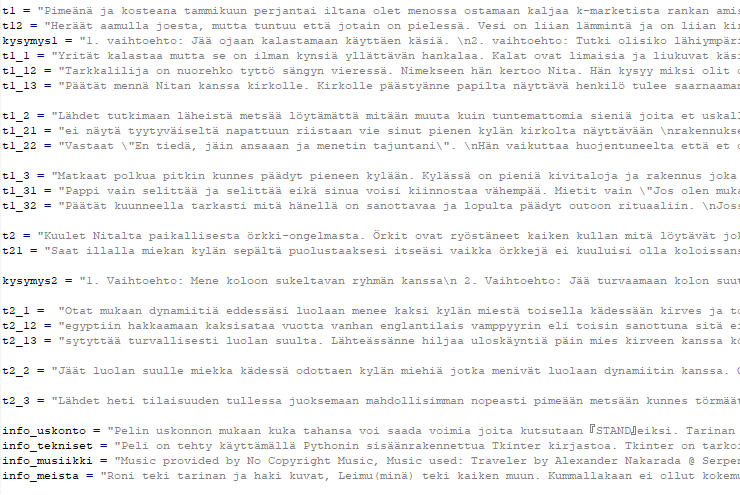 t1 = "Pimeänä ja kosteana tammikuun perjantai iltana olet menossa ostamaan kaljaa k-marketista rankan amis
t12 = "Heräät aamulla joesta, mutta tuntuu että jotain on pielessä. Vesi on liian lämmintä ja on liian kir
kysymys1 = "1. vaihtoehto: Jää ojaan kalastamaan käyttäen käsiä. \n2. vaihtoehto: Tutki olisiko lähiympäri
t1_1 = "Yrität kalastaa mutta se on ilman kynsiä yllättävän hankalaa. Kalat ovat limaisia ja liukuvat käsi
t1_12 = "Tarkkalilija on nuorehko tyttö sängyn vieressä. Nimekseen hän kertoo Nita. Hän kysyy miksi olit o
t1_13 = "Päätät mennä Nitan kanssa kirkolle. Kirkolle päästyänne papilta näyttävä henkilö tulee saarnaaman
t1_2 = "Lähdet tutkimaan läheistä metsää löytämättä mitään muuta kuin tuntemattomia sieniä joita et uskall
t1_21 = "ei näytä tyytyväiseltä napattuun riistaan vie sinut pienen kylän kirkolta näyttävään \nrakennukse
t1_22 = "Vastaat \"En tiedä, jäin ansaaan ja menetin tajuntani\". \nHän vaikuttaa huojentuneelta että et o
t1_3 = "Matkaat polkua pitkin kunnes päädyt pieneen kylään. Kylässä on pieniä kivitaloja ja rakennus joka
t1_31 = "Pappi vain selittää ja selittää eikä sinua voisi kiinnostaa vähempää. Mietit vain \"Jos olen muka
t1_32 = "Päätät kuunneella tarkasti mitä hänellä on sanottavaa ja lopulta päädyt outoon rituaaliin. \nJoss
t2 = "Kuulet Nitalta paikallisesta örkki-ongelmasta. Örkit ovat ryöstäneet kaiken kullan mitä löytävät jok
t21 = "Saat illalla miekan kylän sepältä puolustaaksesi itseäsi vaikka örkkejä ei kuuluisi olla koloissans
kysymys2 = "1. Vaihtoehto: Mene koloon sukeltavan ryhmän kanssa\n 2. Vaihtoehto: Jää turvaamaan kolon suut
t2_1 =  "Otat mukaan dynamiitiä eddessäsi luolaan menee kaksi kylän miestä toisella kädessään kirves ja to
t2_12 = "egyptiin hakkaamaan kaksisataa vuotta vanhan englantilais vamppyyrin eli toisin sanottuna sitä ei
t2_13 = "sytyttää turvallisesti luolan suulta. Lähteässänne hiljaa uloskäyntiä päin mies kirveen kanssa ko
t2_2 = "Jäät luolan suulle miekka kädessä odottaen kylän miehiä jotka menivät luolaan dynamiitin kanssa.
t2_3 = "Lähdet heti tilaisuuden tullessa juoksemaan mahdollisimman nopeasti pimeään metsään kunnes törmäät
info_uskonto = "Pelin uskonnon mukaan kuka tahansa voi saada voimia joita kutsutaan 『STAND』eiksi. Tarinan
info_tekniset = "Peli on tehty käyttämällä Pythonin sisäänrakennettua Tkinter kirjastoa. Tkinter on tarkoi
info_musiikki = "Music provided by No Copyright Music, Music used: Traveler by Alexander Nakarada @ Serpen
info_meista = "Roni teki tarinan ja haki kuvat, Leimu(minä) teki kaiken muun. Kummallakaan ei ollut kokemu